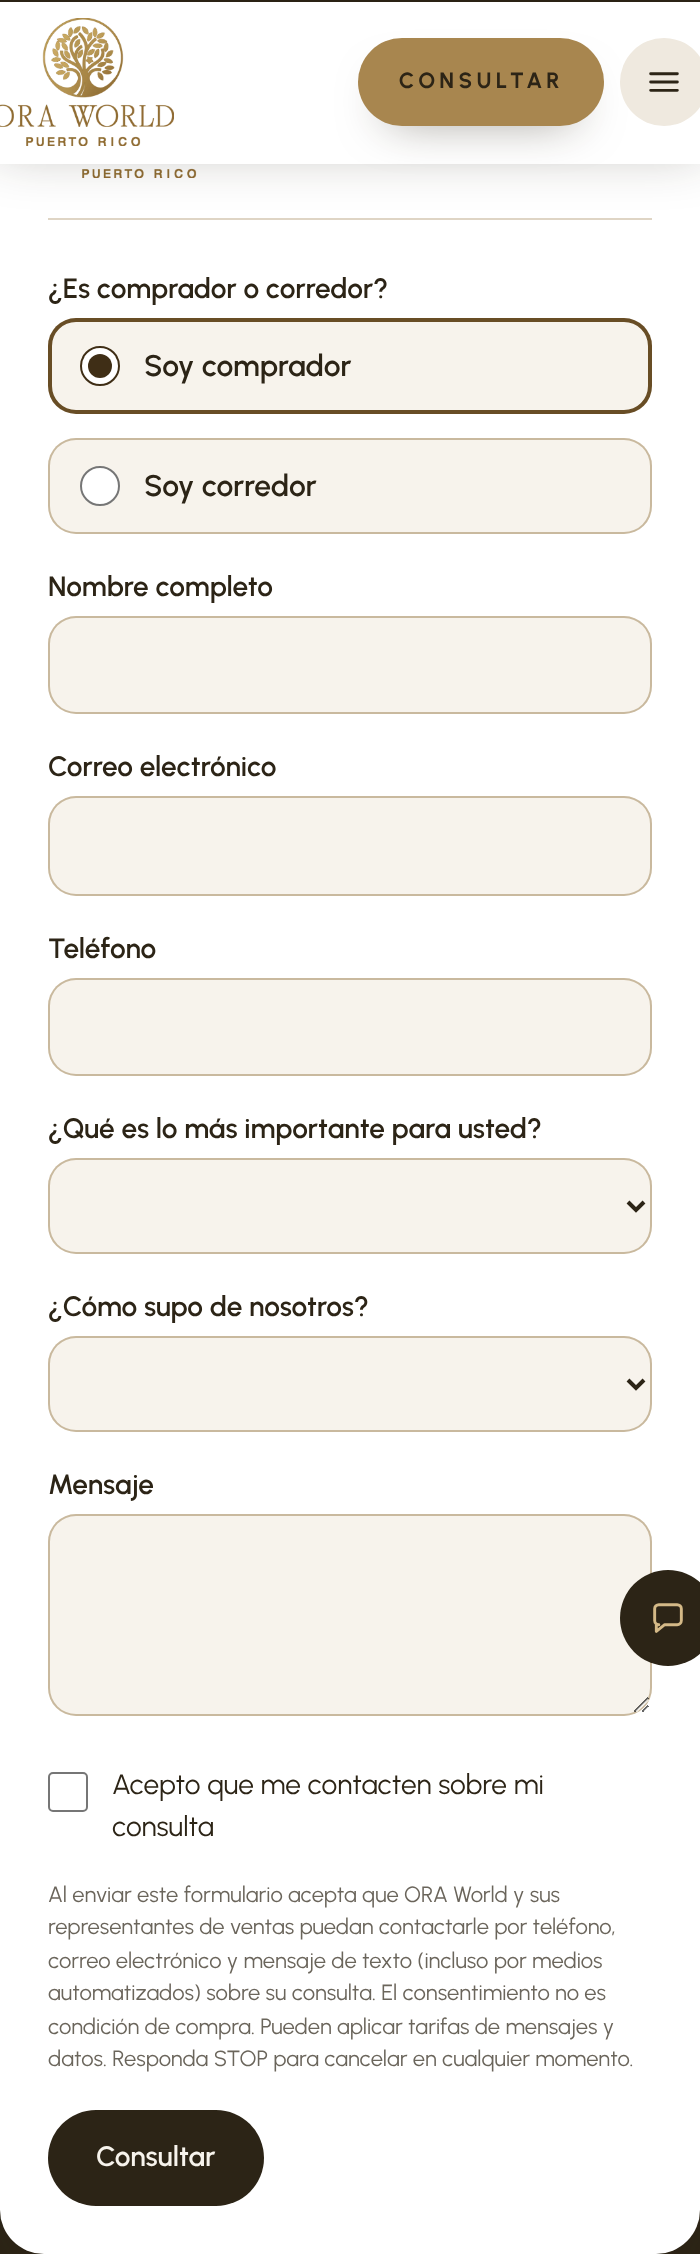 ORA WORLD
PUERTO RICO
CONSULTAR
PUERTO RICO
¿Es comprador o corredor?
Soy comprador
Soy corredor
Nombre completo
Correo electrónico
Teléfono
¿Qué es lo más importante para usted?
¿Cómo supo de nosotros?
Mensaje
Acepto que me contacten sobre mi
consulta
Al enviar este formulario acepta que ORA World y sus
representantes de ventas puedan contactarle por teléfono,
correo electrónico y mensaje de texto (incluso por medios
automatizados) sobre su consulta. El consentimiento no es
condición de compra. Pueden aplicar tarifas de mensajes y
datos. Responda STOP para cancelar en cualquier momento.
Consultar